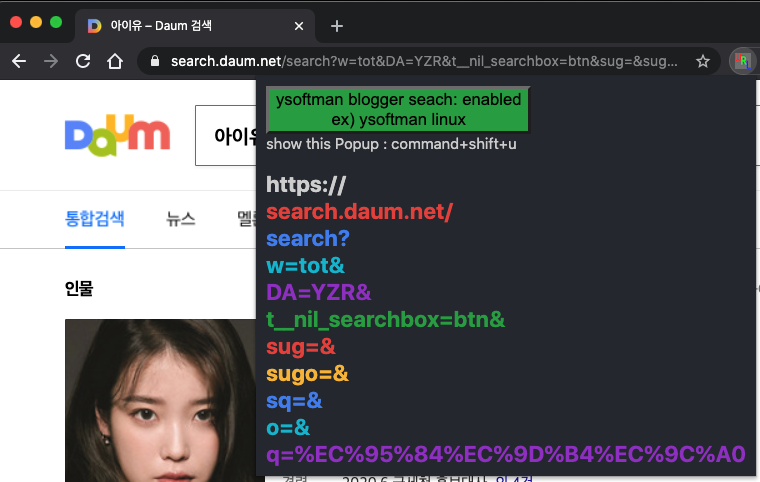 아이유 – Daum 검색
search.daum.net/search?w=tot&DA=YZR&t__nil_searchbox=btn&sug=&sug...
Daum
아이유
ysoftman blogger seach: enabled
ex) ysoftman linux
show this Popup : command+shift+u
https://
search.daum.net/
search?
w=tot&
DA=YZR&
t__nil_searchbox=btn&
sug=&
sugo=&
sq=&
o=&
q=%EC%95%84%EC%9D%B4%EC%9C%A0
통합검색
뉴스
인물